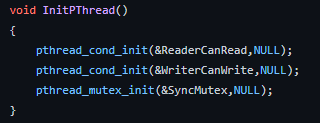 void InitPThread()
{
    pthread_cond_init(&ReaderCanRead,NULL);
    pthread_cond_init(&WriterCanWrite,NULL);
    pthread_mutex_init(&SyncMutex,NULL);
}